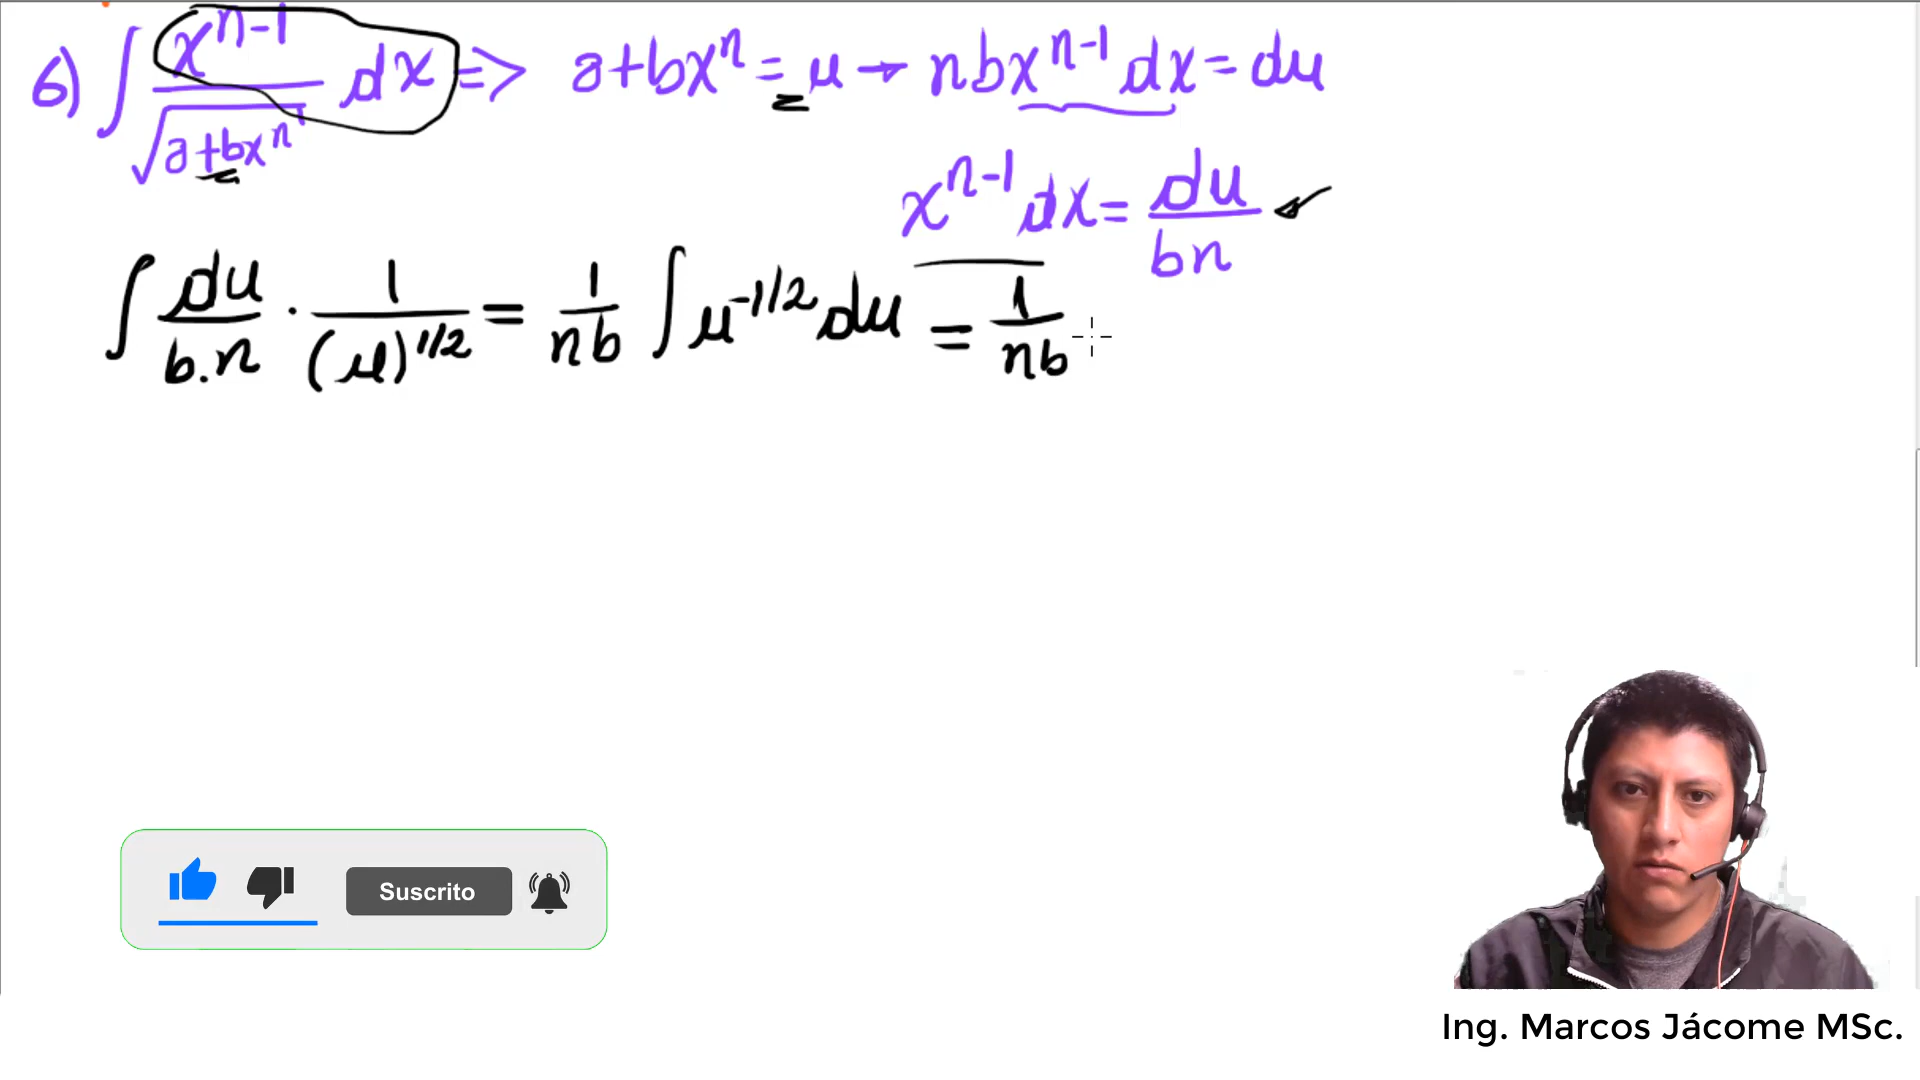 6) ∫ x^(n-1) / √(a+bx^n) dx => a+bx^n = u → nbx^(n-1) dx = du
x^(n-1) dx = du / bn ✓
∫ du / b.n · 1 / (u)^(1/2) = 1 / nb ∫ u^(-1/2) du = 1 / nb
Suscrito
Ing. Marcos Jácome MSc.